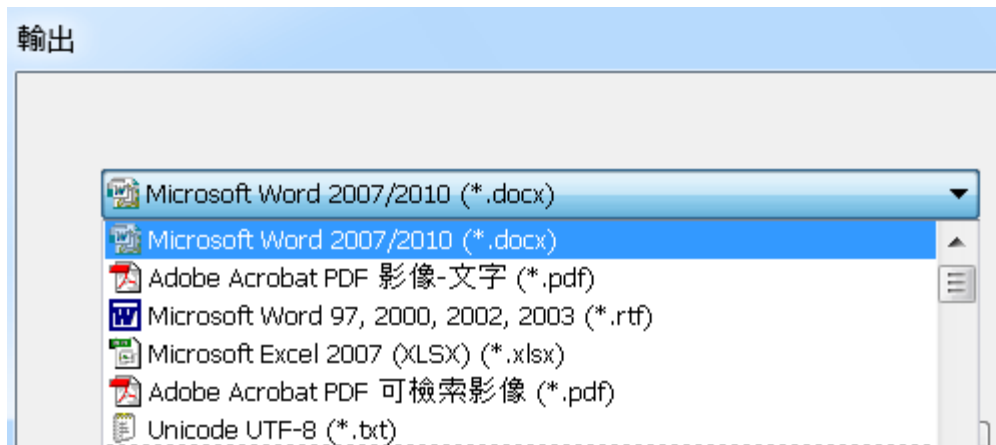 輸出
Microsoft Word 2007/2010 (*.docx)
Microsoft Word 2007/2010 (*.docx)
Adobe Acrobat PDF 影像-文字 (*.pdf)
Microsoft Word 97, 2000, 2002, 2003 (*.rtf)
Microsoft Excel 2007 (XLSX) (*.xlsx)
Adobe Acrobat PDF 可檢索影像 (*.pdf)
Unicode UTF-8 (*.txt)